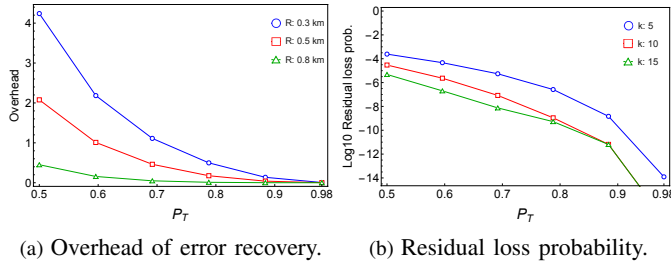 4
3
2
1
0
0.5
0.6
0.7
0.8
0.9
0.98
Overhead
P_T
R: 0.3 km
R: 0.5 km
R: 0.8 km
0
−2
−4
−6
−8
−10
−12
−14
0.5
0.6
0.7
0.8
0.9
0.98
Log10 Residual loss prob.
P_T
k: 5
k: 10
k: 15
(a) Overhead of error recovery.
(b) Residual loss probability.